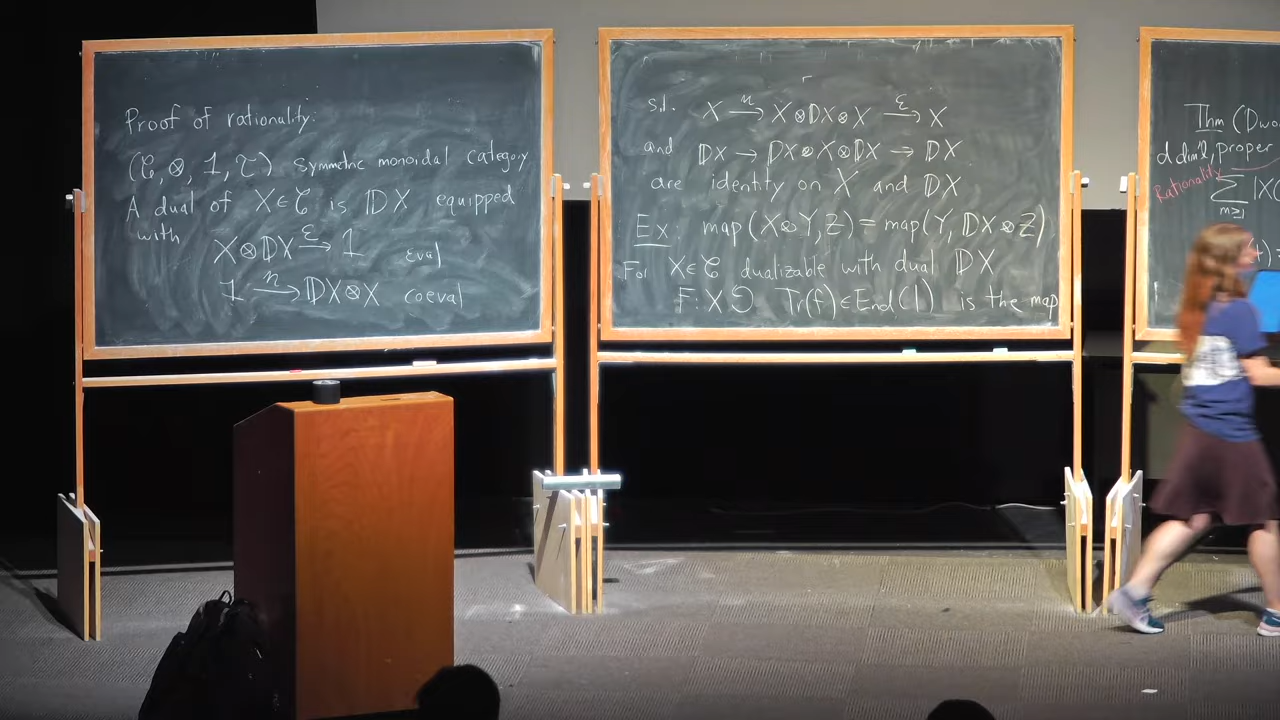 Proof of rationality:
(C, ⊗, 1, τ) symmetric monoidal category
A dual of X∈C is DX equipped
with
X⊗DX —ε→ 1 eval
1 —η→ DX⊗X coeval
s.t. X —η→ X⊗DX⊗X —ε→ X
and DX → DX⊗X⊗DX → DX
are identity on X and DX
Ex: map(X⊗Y, Z) = map(Y, DX⊗Z)
For X∈C dualizable with dual DX
F: X↺ Tr(f)∈End(1) is the map
Thm (Dwo
d dim'l, proper
Rationality ∑ |X(
m≥1
t) =